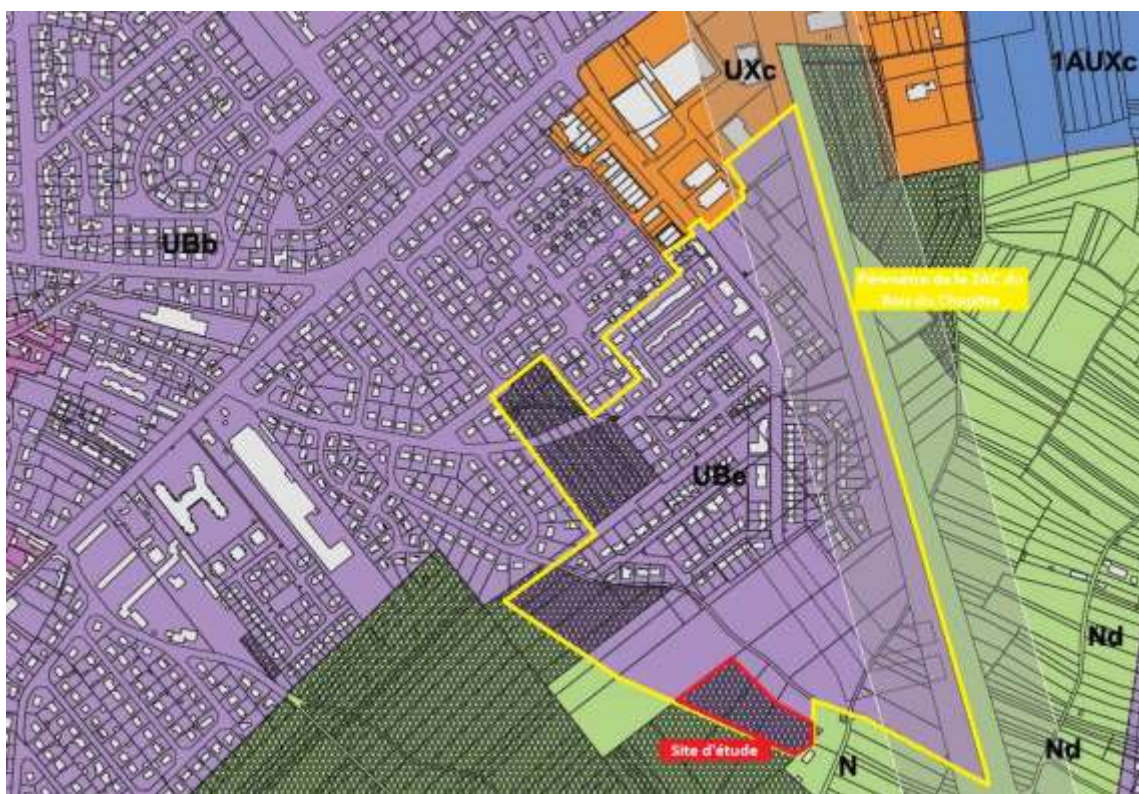 UXc
1AUXc
UBb
Périmètre de la ZAC du
Bois du Chapitre
UBe
Nd
Site d'étude
N
Nd